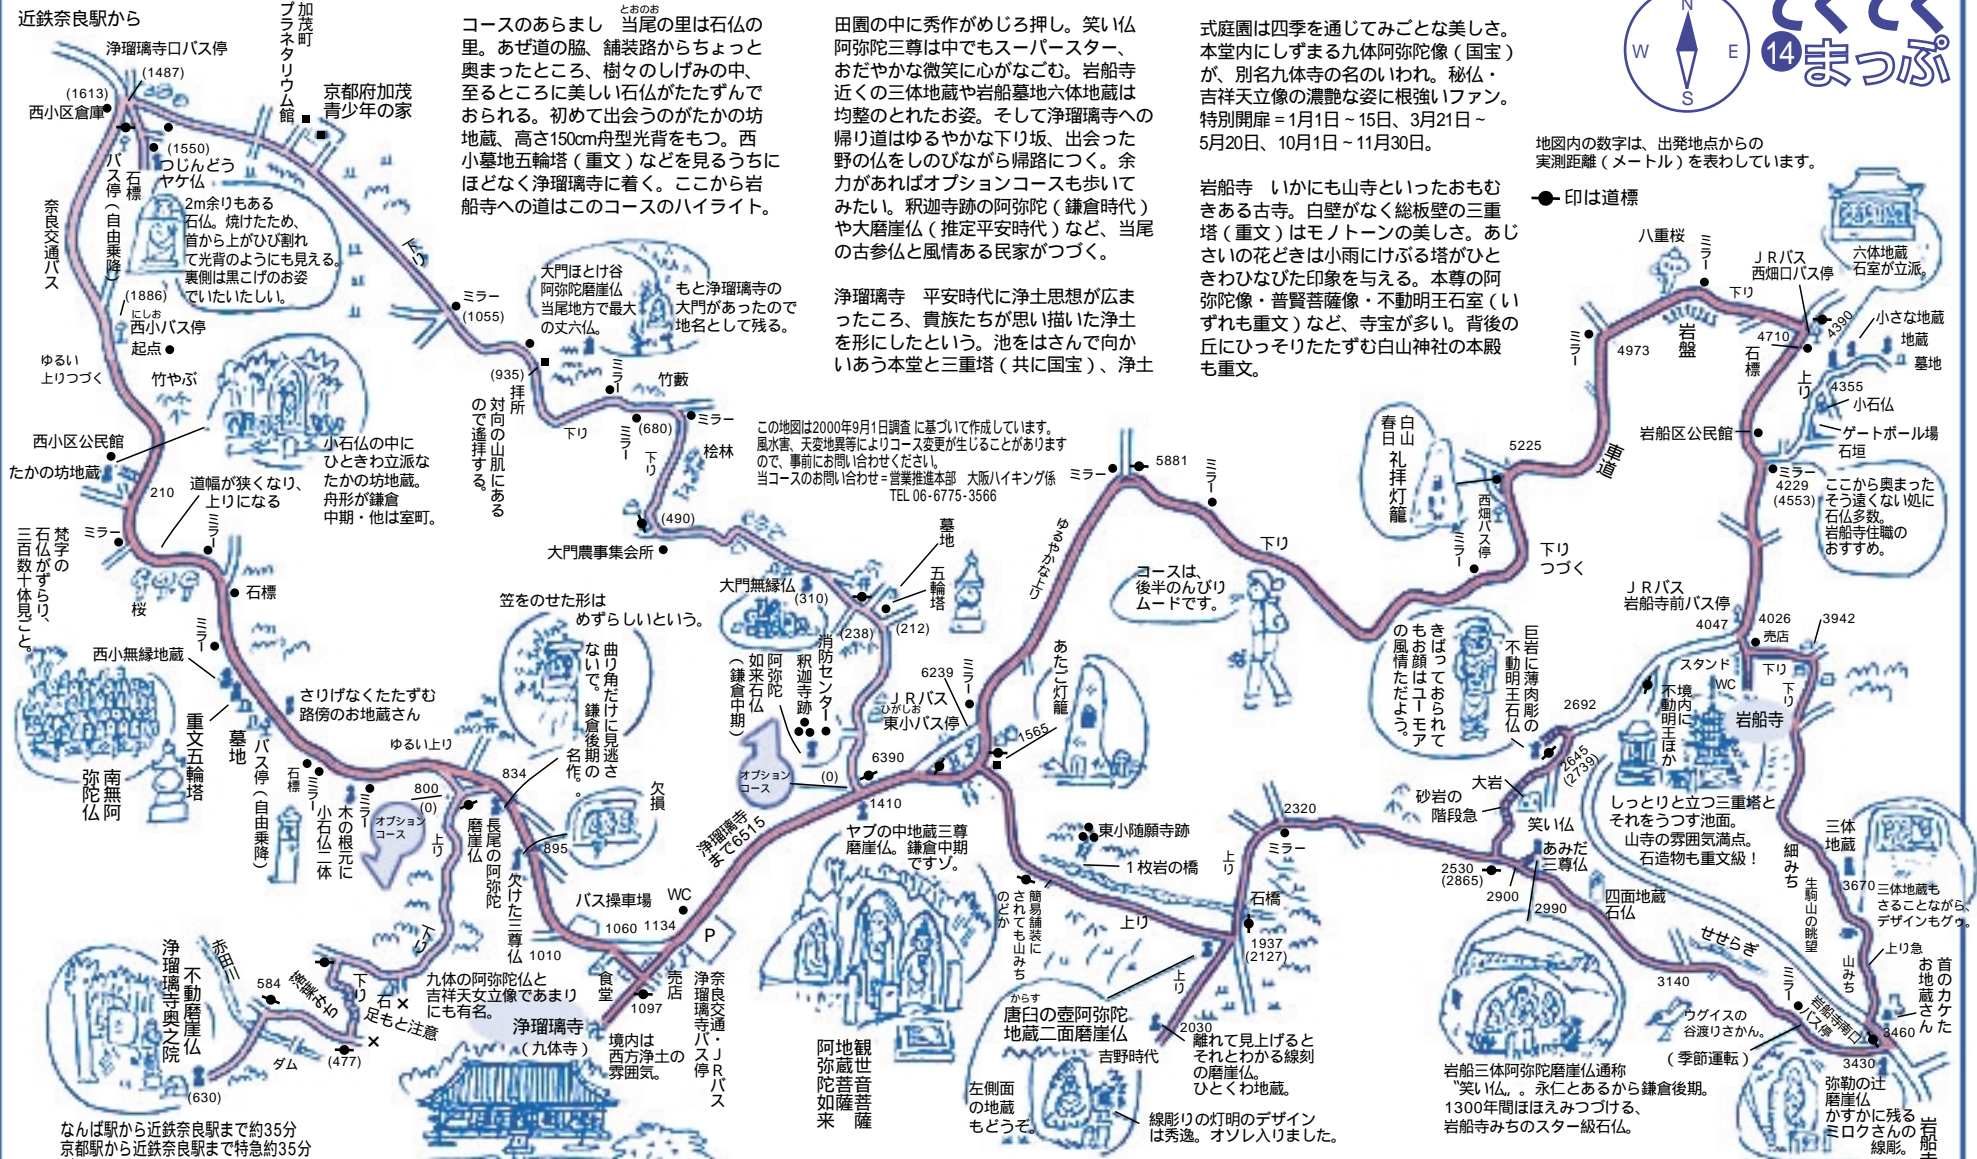 近鉄奈良駅から
てくてく
14
まっぷ
N
W
E
S
コースのあらまし　当尾の里は石仏の
とおのお
里。あぜ道の脇、舗装路からちょっと
奥まったところ、樹々のしげみの中、
至るところに美しい石仏がたたずんで
おられる。初めて出会うのがたかの坊
地蔵、高さ150cm舟型光背をもつ。西
小墓地五輪塔（重文）などを見るうちに
ほどなく浄瑠璃寺に着く。ここから岩
船寺への道はこのコースのハイライト。
田園の中に秀作がめじろ押し。笑い仏
阿弥陀三尊は中でもスーパースター、
おだやかな微笑に心がなごむ。岩船寺
近くの三体地蔵や岩船墓地六体地蔵は
均整のとれたお姿。そして浄瑠璃寺への
帰り道はゆるやかな下り坂、出会った
野の仏をしのびながら帰路につく。余
力があればオプションコースも歩いて
みたい。釈迦寺跡の阿弥陀（鎌倉時代）
や大磨崖仏（推定平安時代）など、当尾
の古参仏と風情ある民家がつづく。
浄瑠璃寺　平安時代に浄土思想が広ま
ったころ、貴族たちが思い描いた浄土
を形にしたという。池をはさんで向か
いあう本堂と三重塔（共に国宝）、浄土
式庭園は四季を通じてみごとな美しさ。
本堂内にしずまる九体阿弥陀像（国宝）
が、別名九体寺の名のいわれ。秘仏・
吉祥天立像の濃艶な姿に根強いファン。
特別開扉＝1月1日～15日、3月21日～
5月20日、10月1日～11月30日。
岩船寺　いかにも山寺といったおもむ
きある古寺。白壁がなく総板壁の三重
塔（重文）はモノトーンの美しさ。あじ
さいの花どきは小雨にけぶる塔がひと
きわひなびた印象を与える。本尊の阿
弥陀像・普賢菩薩像・不動明王石室（い
ずれも重文）など、寺宝が多い。背後の
丘にひっそりたたずむ白山神社の本殿
も重文。
地図内の数字は、出発地点からの
実測距離（メートル）を表わしています。
印は道標
浄瑠璃寺口バス停
(1487)
(1613)
西小区倉庫
(1550)
つじんどう
ヤケ仏
石標
バス停（自由乗降）
奈良交通バス
加茂町
プラネタリウム館
京都府加茂
青少年の家
2m余りもある
石仏。焼けたため、
首から上がひび割れ
て光背のようにも見える。
裏側は黒こげのお姿
でいたいたしい。
下り
ミラー
(1055)
(1886)
にしお
西小バス停
起点
ゆるい
上りつづく
竹やぶ
西小区公民館
たかの坊地蔵
小石仏の中に
ひときわ立派な
たかの坊地蔵。
舟形が鎌倉
中期・他は室町。
大門ほとけ谷
阿弥陀磨崖仏
当尾地方で最大
の丈六仏。
もと浄瑠璃寺の
大門があったので
地名として残る。
(935)
拝所
対向の山肌にある
ので遙拝する。
下り
ミラー
竹藪
ミラー
(680)
ミラー
下り
桧林
(490)
大門農事集会所
この地図は2000年9月1日調査に基づいて作成しています。
風水害、天変地異等によりコース変更が生じることがあります
ので、事前にお問い合わせください。
当コースのお問い合わせ＝営業推進本部　大阪ハイキング係
TEL 06-6775-3566
210
道幅が狭くなり、
上りになる
ミラー
ミラー
桜
石標
梵字の
石仏がずらり、
三百数十体見ごと。
ミラー
西小無縁地蔵
南無阿
弥陀仏
重文五輪塔
墓地
バス停（自由乗降）
さりげなくたたずむ
路傍のお地蔵さん
石標
ミラー
小石仏二体
木の根元に
ミラー
ゆるい上り
800
(0)
オプション
コース
834
磨崖仏
長尾の阿弥陀
上り
895
欠けた三尊仏
欠損
笠をのせた形は
めずらしいという。
曲り角だけに見逃さ
ないで。鎌倉後期の
名作。
大門無縁仏
(310)
墓地
五輪塔
(238)
(212)
消防センター
釈迦寺跡
阿弥陀
如来石仏
（鎌倉中期）
オプション
コース
(0)
6390
1410
6239
ミラー
JRバス
ひがしお
東小バス停
1565
あたご灯籠
ゆるやかな上り
ミラー
5881
ミラー
下り
コースは、
後半のんびり
ムードです。
浄瑠璃寺
まで6515
バス操車場
WC
1060
1134
P
1010
食堂
売店
1097
浄瑠璃寺
（九体寺）
境内は
西方浄土の
雰囲気。
奈良交通・JRバス
浄瑠璃寺バス停
九体の阿弥陀仏と
吉祥天女立像であまり
にも有名。
下り
石
足もと注意
下り
ダム
(477)
584
赤田川
不動磨崖仏
浄瑠璃寺奥之院
(630)
なんば駅から近鉄奈良駅まで約35分
京都駅から近鉄奈良駅まで特急約35分
ヤブの中地蔵三尊
磨崖仏。鎌倉中期
ですゾ。
観世音菩薩
地蔵菩薩
阿弥陀如来
東小随願寺跡
1枚岩の橋
簡易舗装に
されても山みち
のどか
上り
石橋
1937
(2127)
上り
2320
ミラー
上り
2030
からす
唐臼の壺阿弥陀
地蔵二面磨崖仏
吉野時代
離れて見上げると
それとわかる線刻
の磨崖仏。
ひとくわ地蔵。
左側面
の地蔵
もどうぞ。
線彫りの灯明のデザイン
は秀逸。オソレ入りました。
八重桜
ミラー
下り
岩盤
ミラー
4973
JRバス
西畑口バス停
4710
石標
4390
六体地蔵
石室が立派。
小さな地蔵
地蔵
墓地
上り
4355
小石仏
ゲートボール場
石垣
岩船区公民館
ミラー
4229
(4553)
ここから奥まった
そう遠くない処に
石仏多数。
岩船寺住職の
おすすめ。
車道
5225
白山
春日
礼拝灯籠
西畑バス停
ミラー
下り
つづく
JRバス
岩船寺前バス停
4047
4026
売店
3942
スタンド
WC
下り
下り
岩船寺
境内に
不動明王ほか
2692
巨岩に薄肉彫の
不動明王石仏
きばっておられて
もお顔はユーモア
の風情ただよう。
2645
(2739)
大岩
砂岩の
階段急
笑い仏
あみだ
三尊仏
2530
(2865)
2900
2990
四面地蔵
石仏
しっとりと立つ三重塔と
それをうつす池面。
山寺の雰囲気満点。
石造物も重文級！
三体
地蔵
細みち
3670
三体地蔵も
さることながら、
デザインもグゥ。
生駒山の眺望
上り急
山みち
首のカケた
お地蔵さん
せせらぎ
3140
ミラー
岩船寺南口
バス停
ウグイスの
谷渡りさかん。
（季節運転）
3460
3430
弥勒の辻
磨崖仏
かすかに残る
ミロクさんの
線彫。
岩船三体阿弥陀磨崖仏通称
〝笑い仏〟。永仁とあるから鎌倉後期。
1300年間ほほえみつづける、
岩船寺みちのスター級石仏。
岩船寺